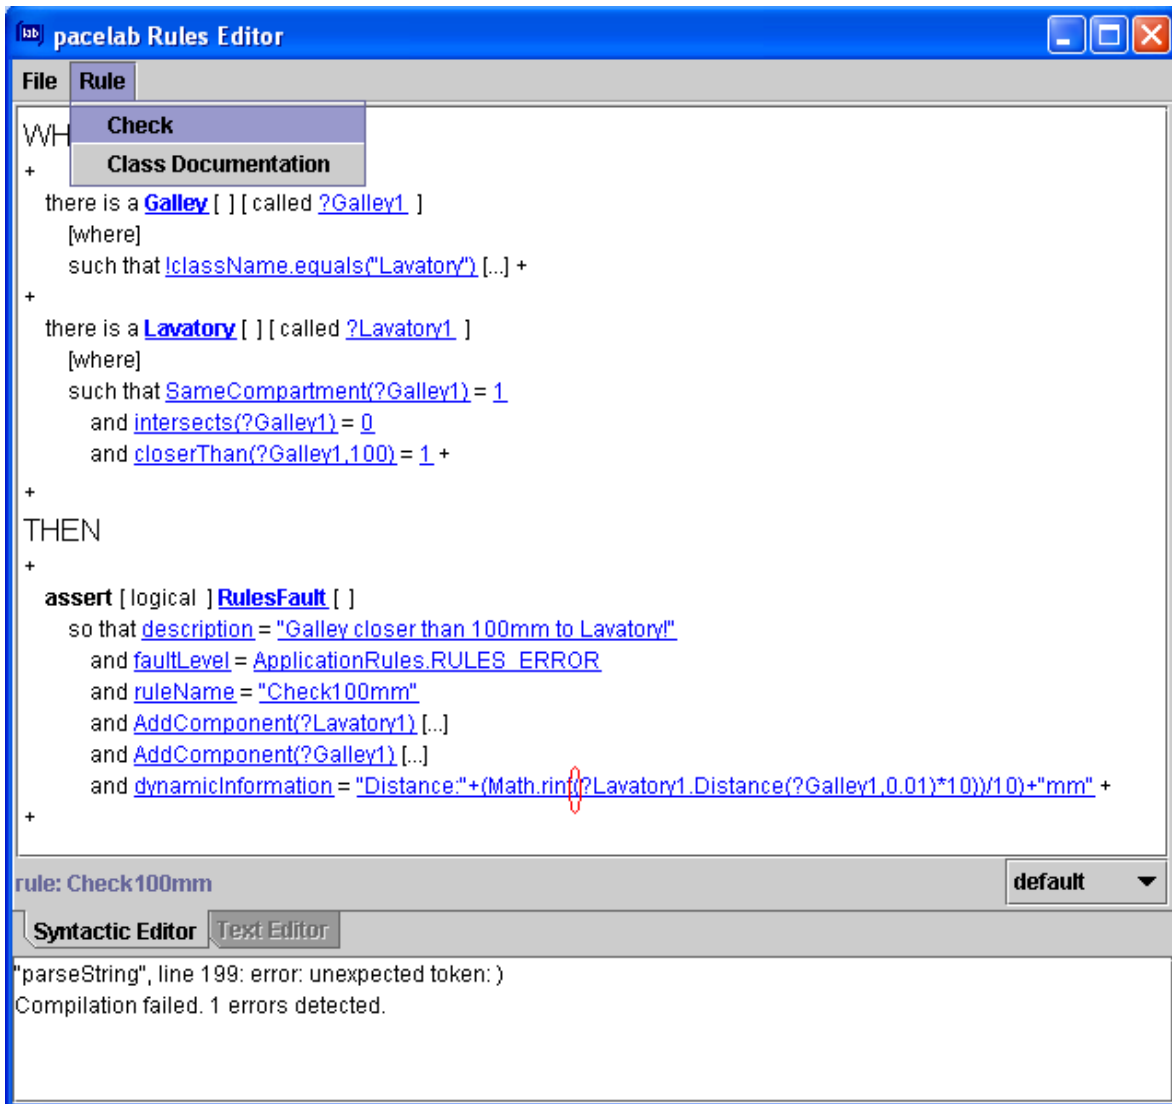 lab pacelab Rules Editor
File Rule
Check
Class Documentation
WH
+
there is a Galley [ ] [ called ?Galley1 ]
[where]
such that !className.equals("Lavatory") [...] +
+
there is a Lavatory [ ] [ called ?Lavatory1 ]
[where]
such that SameCompartment(?Galley1) = 1
and intersects(?Galley1) = 0
and closerThan(?Galley1,100) = 1 +
+
THEN
+
assert [ logical ] RulesFault [ ]
so that description = "Galley closer than 100mm to Lavatory!"
and faultLevel = ApplicationRules.RULES_ERROR
and ruleName = "Check100mm"
and AddComponent(?Lavatory1) [...]
and AddComponent(?Galley1) [...]
and dynamicInformation = "Distance:"+(Math.rint(?Lavatory1.Distance(?Galley1,0.01)*10))/10)+"mm" +
+
rule: Check100mm default
Syntactic Editor Text Editor
"parseString", line 199: error: unexpected token: )
Compilation failed. 1 errors detected.